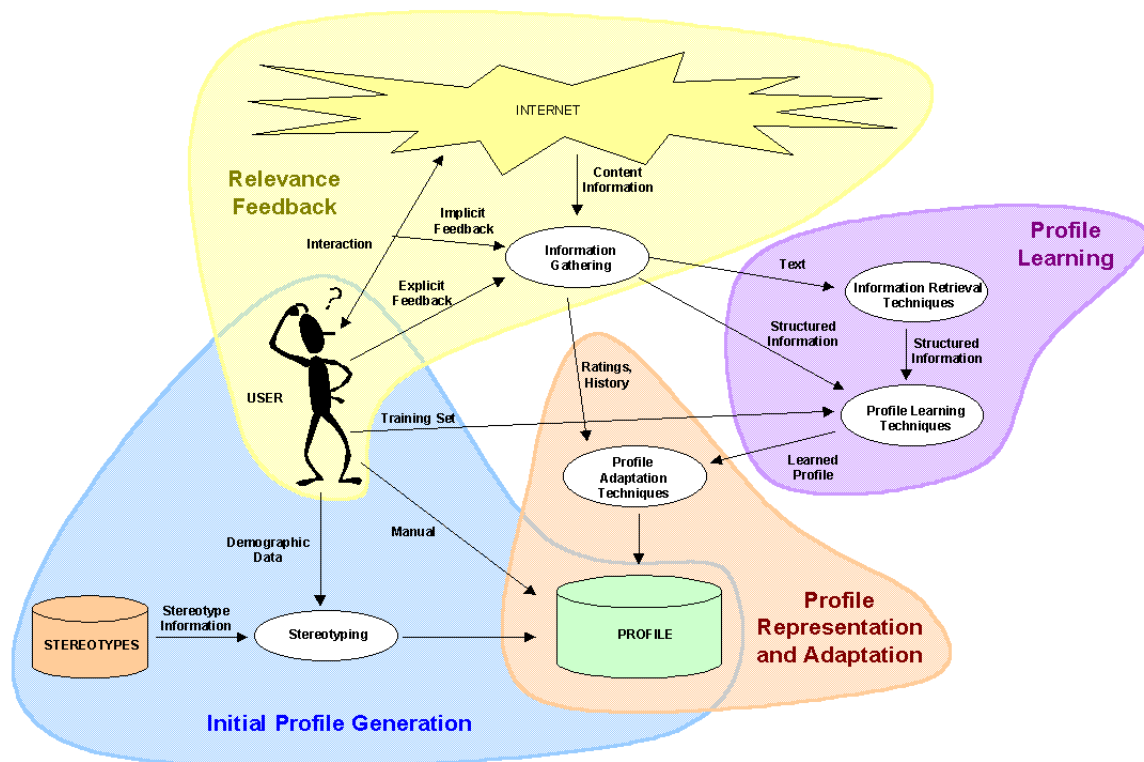 INTERNET
Relevance
Feedback
Content
Information
Implicit
Feedback
Interaction
Information
Gathering
Profile
Learning
Text
Explicit
Feedback
?
Information Retrieval
Techniques
Structured
Information
Structured
Information
Ratings,
History
USER
Training Set
Profile Learning
Techniques
Learned
Profile
Profile
Adaptation
Techniques
Manual
Demographic
Data
Stereotype
Information
STEREOTYPES
Stereotyping
PROFILE
Profile
Representation
and Adaptation
Initial Profile Generation